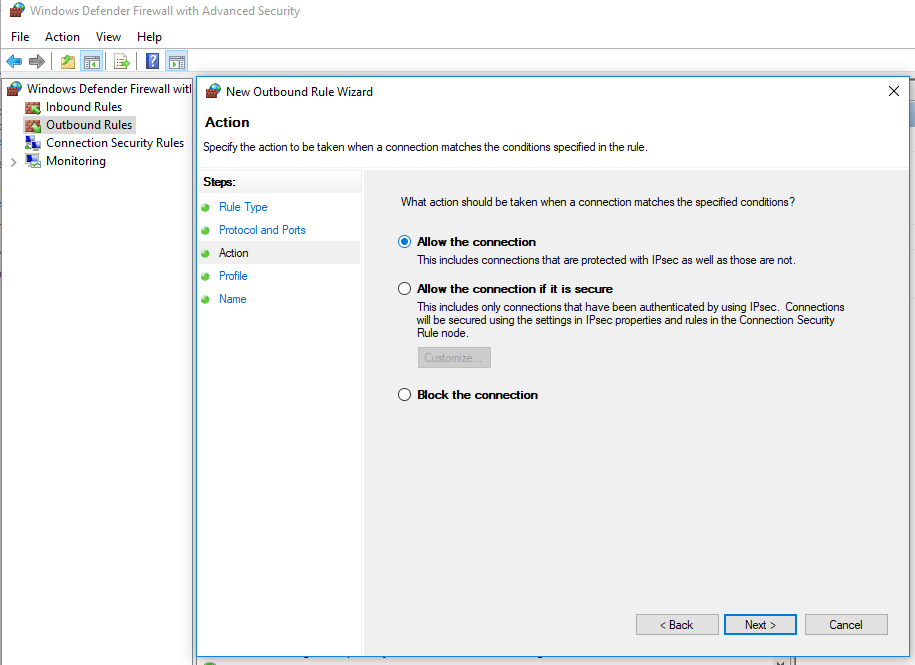 Windows Defender Firewall with Advanced Security
File Action View Help
Windows Defender Firewall with
Inbound Rules
Outbound Rules
Connection Security Rules
Monitoring
New Outbound Rule Wizard
Action
Specify the action to be taken when a connection matches the conditions specified in the rule.
Steps:
Rule Type
Protocol and Ports
Action
Profile
Name
What action should be taken when a connection matches the specified conditions?
Allow the connection
This includes connections that are protected with IPsec as well as those are not.
Allow the connection if it is secure
This includes only connections that have been authenticated by using IPsec. Connections
will be secured using the settings in IPsec properties and rules in the Connection Security
Rule node.
Customize...
Block the connection
< Back
Next >
Cancel